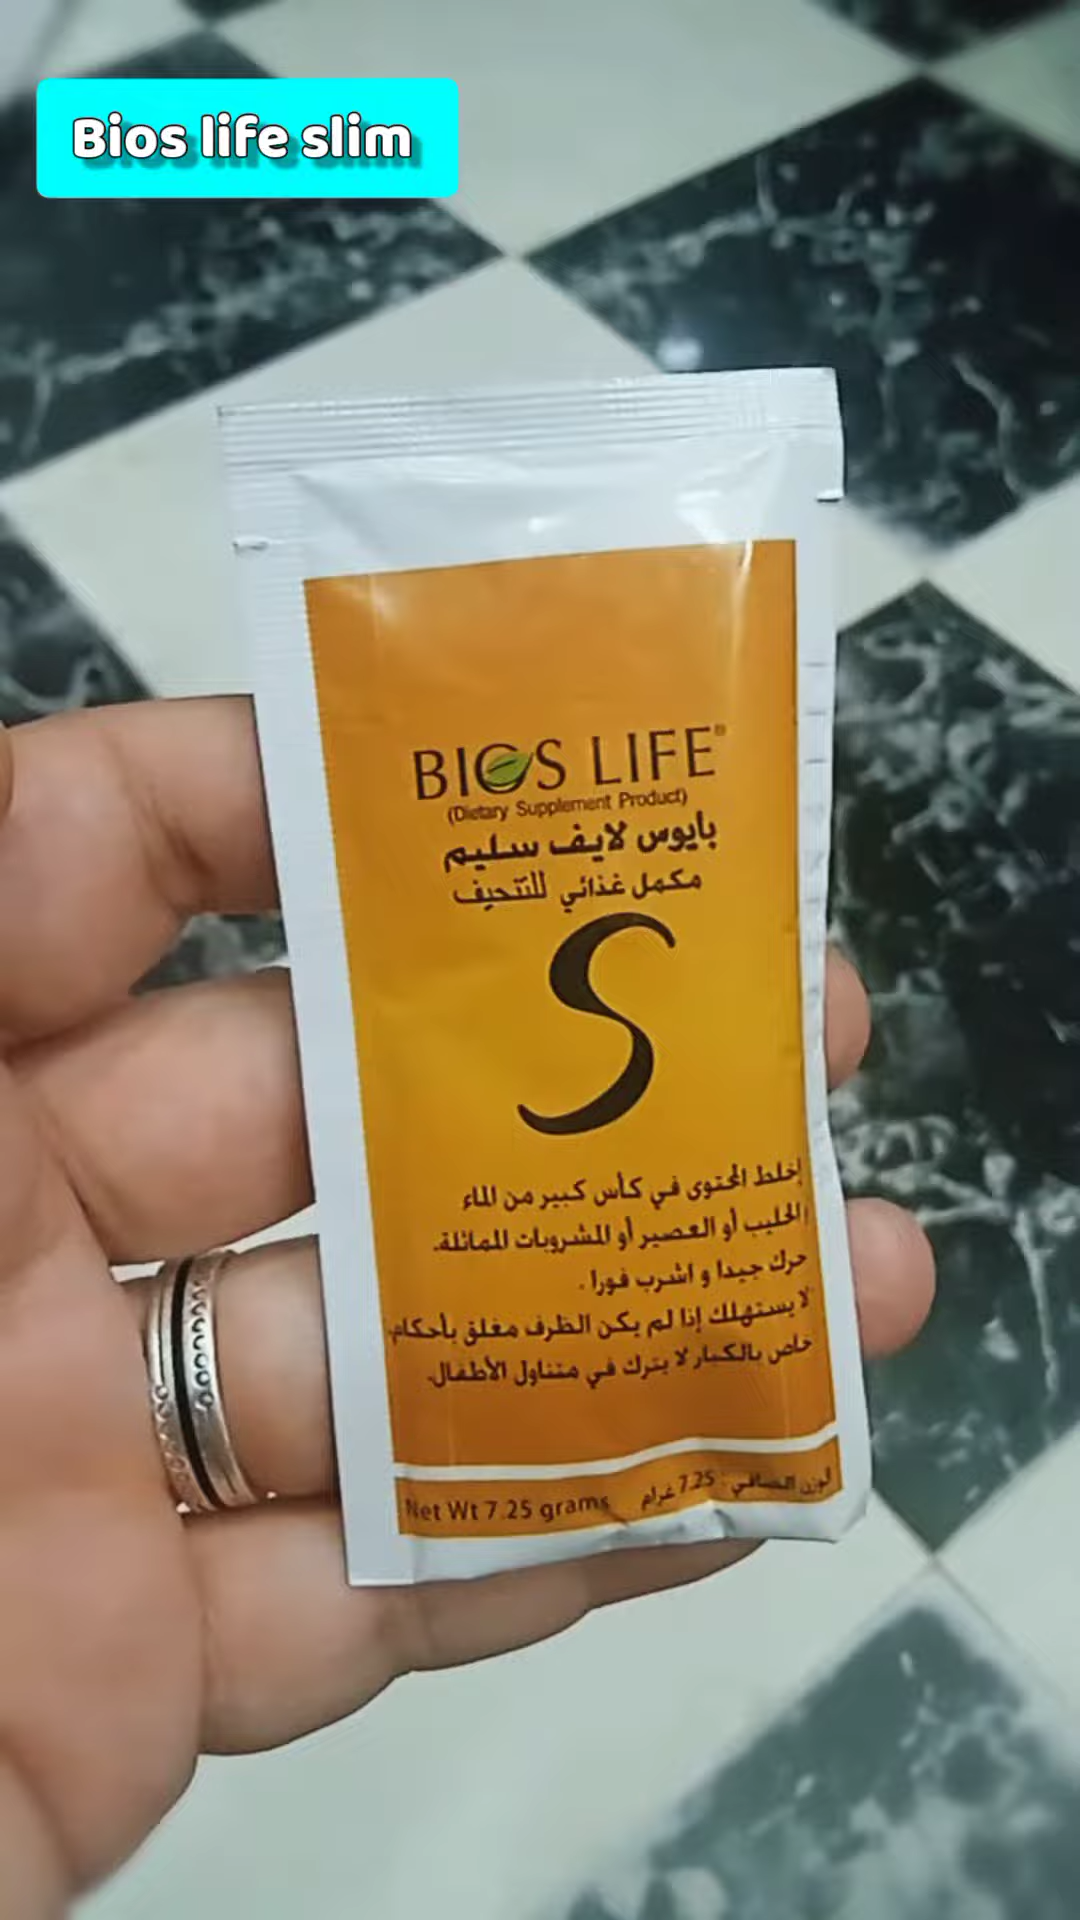 Bios life slim
BIOS LIFE®
(Dietary Supplement Product)
بايوس لايف سليم
مكمل غذائي للتنحيف
S
إخلط المحتوى في كأس كبير من الماء
الحليب أو العصير أو المشروبات المماثلة.
حرك جيدا و اشرب فورا .
لا يستهلك إذا لم يكن الظرف مغلق بأحكام
خاص بالكبار لا يترك في متناول الأطفال.
Net Wt 7.25 grams الوزن الصافي : 7.25 غرام